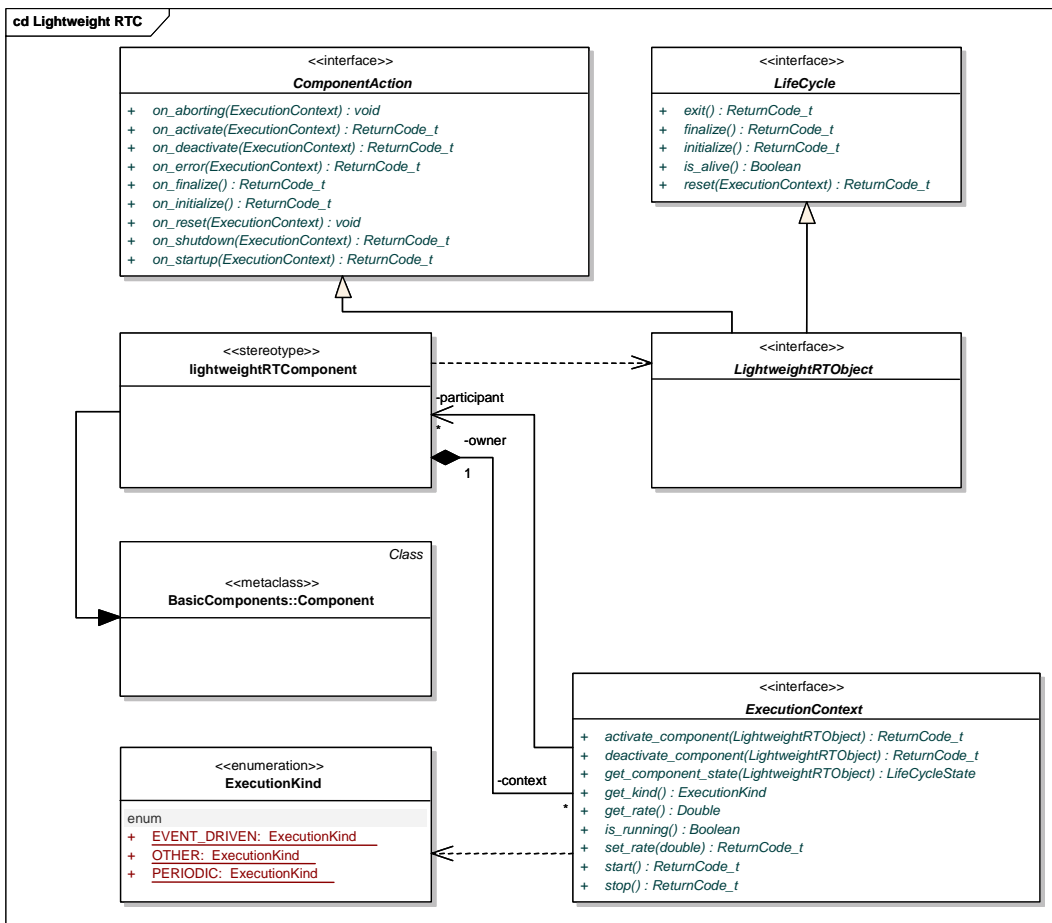 cd Lightweight RTC
<<interface>>
ComponentAction
+ on_aborting(ExecutionContext) : void
+ on_activate(ExecutionContext) : ReturnCode_t
+ on_deactivate(ExecutionContext) : ReturnCode_t
+ on_error(ExecutionContext) : ReturnCode_t
+ on_finalize() : ReturnCode_t
+ on_initialize() : ReturnCode_t
+ on_reset(ExecutionContext) : void
+ on_shutdown(ExecutionContext) : ReturnCode_t
+ on_startup(ExecutionContext) : ReturnCode_t
<<interface>>
LifeCycle
+ exit() : ReturnCode_t
+ finalize() : ReturnCode_t
+ initialize() : ReturnCode_t
+ is_alive() : Boolean
+ reset(ExecutionContext) : ReturnCode_t
<<stereotype>>
lightweightRTComponent
<<interface>>
LightweightRTObject
-participant
*
-owner
1
Class
<<metaclass>>
BasicComponents::Component
<<interface>>
ExecutionContext
+ activate_component(LightweightRTObject) : ReturnCode_t
+ deactivate_component(LightweightRTObject) : ReturnCode_t
+ get_component_state(LightweightRTObject) : LifeCycleState
+ get_kind() : ExecutionKind
+ get_rate() : Double
+ is_running() : Boolean
+ set_rate(double) : ReturnCode_t
+ start() : ReturnCode_t
+ stop() : ReturnCode_t
-context
*
<<enumeration>>
ExecutionKind
enum
+ EVENT_DRIVEN: ExecutionKind
+ OTHER: ExecutionKind
+ PERIODIC: ExecutionKind